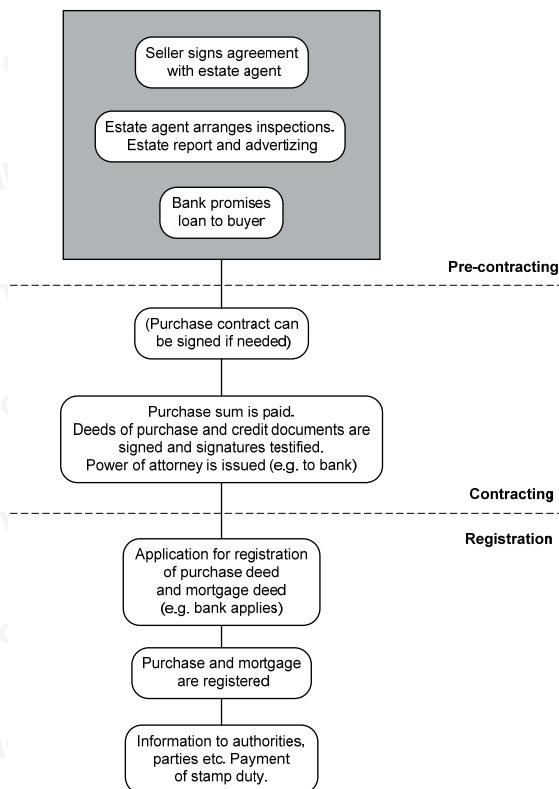 Seller signs agreement
with estate agent
Estate agent arranges inspections.
Estate report and advertizing
Bank promises
loan to buyer
Pre-contracting
(Purchase contract can
be signed if needed)
Purchase sum is paid.
Deeds of purchase and credit documents are
signed and signatures testified.
Power of attorney is issued (e.g. to bank)
Contracting
Registration
Application for registration
of purchase deed
and mortgage deed
(e.g. bank applies)
Purchase and mortgage
are registered
Information to authorities,
parties etc. Payment
of stamp duty.